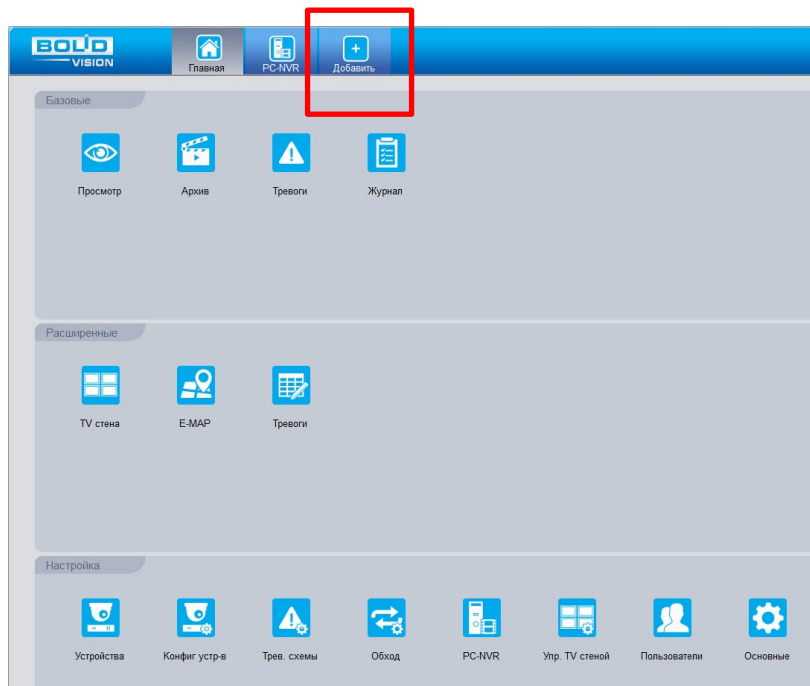 BOLID
VISION
Главная
PC-NVR
Добавить
Базовые
Просмотр
Архив
Тревоги
Журнал
Расширенные
TV стена
E-MAP
Тревоги
Настройка
Устройства
Конфиг устр-в
Трев. схемы
Обход
PC-NVR
Упр. TV стеной
Пользователи
Основные